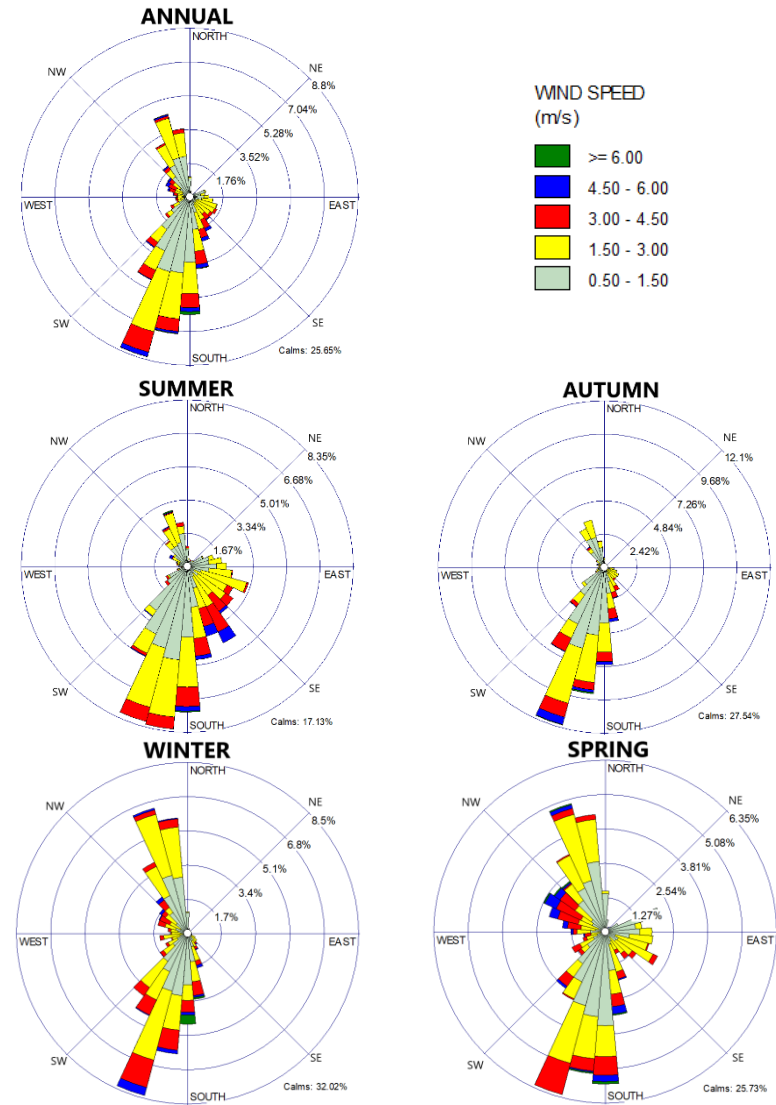 ANNUAL
NORTH
NW
NE
8.8%
7.04%
5.28%
3.52%
1.76%
WEST
EAST
SW
SE
SOUTH
Calms: 25.65%
WIND SPEED
(m/s)
>= 6.00
4.50 - 6.00
3.00 - 4.50
1.50 - 3.00
0.50 - 1.50
SUMMER
NORTH
NW
NE
8.35%
6.68%
5.01%
3.34%
1.67%
WEST
EAST
SW
SE
SOUTH
Calms: 17.13%
AUTUMN
NORTH
NW
NE
12.1%
9.68%
7.26%
4.84%
2.42%
WEST
EAST
SW
SE
SOUTH
Calms: 27.54%
WINTER
NORTH
NW
NE
8.5%
6.8%
5.1%
3.4%
1.7%
WEST
EAST
SW
SE
SOUTH
Calms: 32.02%
SPRING
NORTH
NW
NE
6.35%
5.08%
3.81%
2.54%
1.27%
WEST
EAST
SW
SE
SOUTH
Calms: 25.73%